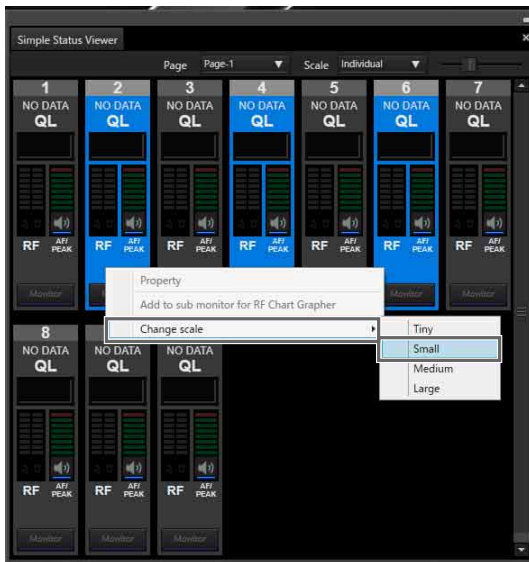 Simple Status Viewer
×
Page Page-1 ▼ Scale Individual ▼
1 2 3 4 5 6 7
NO DATA NO DATA NO DATA NO DATA NO DATA NO DATA NO DATA
QL QL QL QL QL QL QL
RF AF/PEAK RF AF/PEAK RF AF/PEAK RF AF/PEAK RF AF/PEAK RF AF/PEAK RF AF/PEAK
Monitor Monitor Monitor
Property
Add to sub monitor for RF Chart Grapher
Change scale
Tiny
Small
Medium
Large
8
NO DATA NO DATA NO DATA
QL QL QL
RF AF/PEAK RF AF/PEAK RF AF/PEAK
Monitor Monitor Monitor